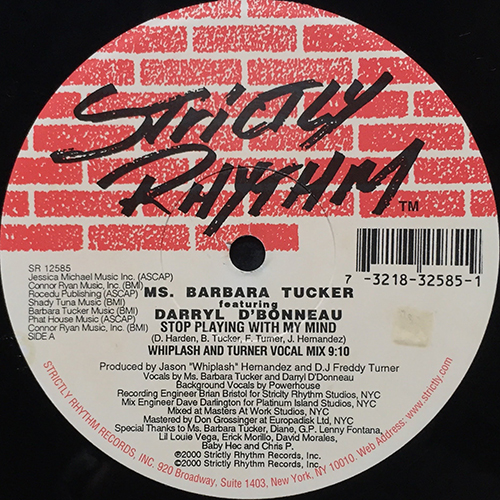 STRICTLY
RHYTHM
TM
SR 12585
Jessica Michael Music Inc. (ASCAP)
Connor Ryan Music, Inc. (BMI)
Rocedu Publishing (ASCAP)
Shady Tuna Music (BMI)
Barbara Tucker Music (BMI)
Phat House Music (ASCAP)
Connor Ryan Music, Inc. (BMI)
SIDE A
7 -3218-32585-1
MS. BARBARA TUCKER
featuring
DARRYL D'BONNEAU
STOP PLAYING WITH MY MIND
(D. Harden, B. Tucker, F. Turner, J. Hernandez)
WHIPLASH AND TURNER VOCAL MIX 9:10
Produced by Jason "Whiplash" Hernandez and D.J Freddy Turner
Vocals by Ms. Barbara Tucker and Darryl D'Donneau
Background Vocals by Powerhouse
Recording Engineer Brian Bristol for Strictly Rhythm Studios, NYC
Mix Engineer Dave Darlington for Platinum Island Studios, NYC
Mixed at Masters At Work Studios, NYC
Mastered by Don Grossinger at Europadisk Ltd, NYC
Special Thanks to Ms. Barbara Tucker, Diane, G.P. Lenny Fontana,
Lil Louie Vega, Erick Morillo, David Morales,
Baby Hec and Chris P.
℗2000 Strictly Rhythm Records, Inc.
©2000 Strictly Rhythm Records, Inc.
STRICTLY RHYTHM RECORDS, INC. 920 Broadway, Suite 1403, New York, NY 10010. Web Address: www.strictly.com